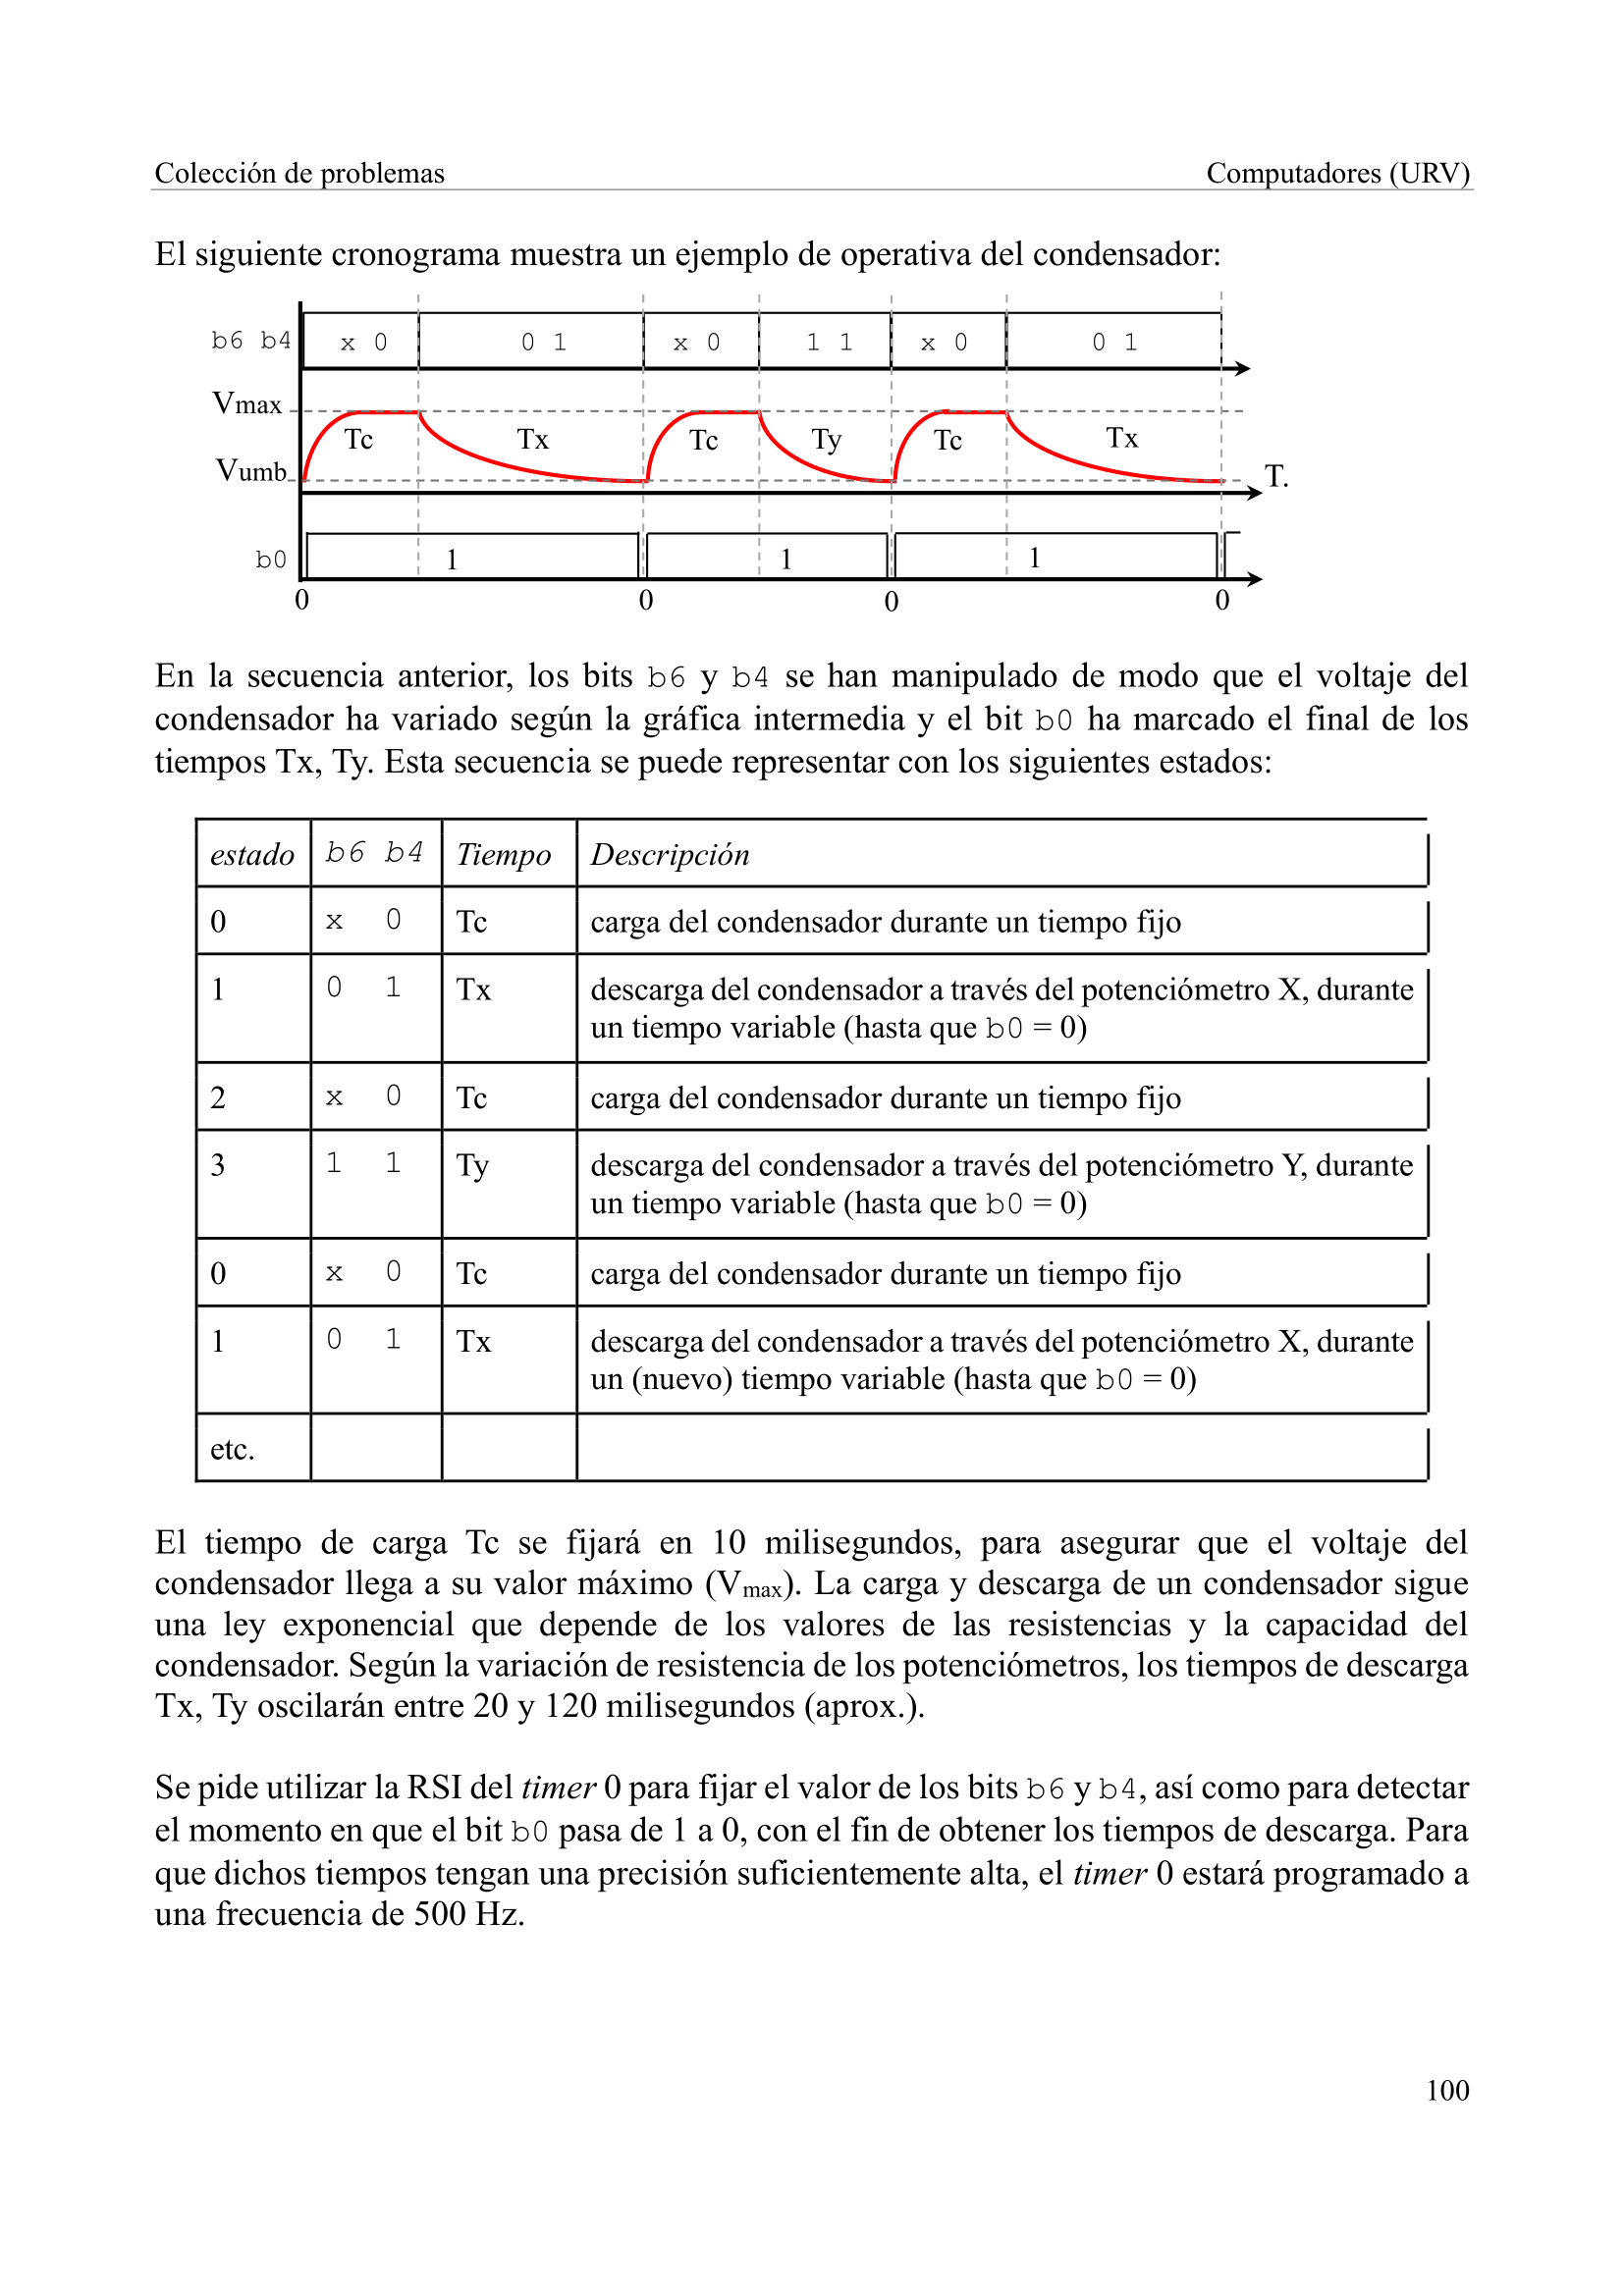 Colección de problemas Computadores (URV)
El siguiente cronograma muestra un ejemplo de operativa del condensador:
b6 b4 x 0 0 1 x 0 1 1 x 0 0 1
Vmax
Tc Tx Tc Ty Tc Tx
Vumb
T.
b0 1 1 1
0 0 0 0
En la secuencia anterior, los bits b6 y b4 se han manipulado de modo que el voltaje del
condensador ha variado según la gráfica intermedia y el bit b0 ha marcado el final de los
tiempos Tx, Ty. Esta secuencia se puede representar con los siguientes estados:
estado b6 b4 Tiempo Descripción
0 x 0 Tc carga del condensador durante un tiempo fijo
1 0 1 Tx descarga del condensador a través del potenciómetro X, durante
un tiempo variable (hasta que b0 = 0)
2 x 0 Tc carga del condensador durante un tiempo fijo
3 1 1 Ty descarga del condensador a través del potenciómetro Y, durante
un tiempo variable (hasta que b0 = 0)
0 x 0 Tc carga del condensador durante un tiempo fijo
1 0 1 Tx descarga del condensador a través del potenciómetro X, durante
un (nuevo) tiempo variable (hasta que b0 = 0)
etc.
El tiempo de carga Tc se fijará en 10 milisegundos, para asegurar que el voltaje del
condensador llega a su valor máximo (Vmax). La carga y descarga de un condensador sigue
una ley exponencial que depende de los valores de las resistencias y la capacidad del
condensador. Según la variación de resistencia de los potenciómetros, los tiempos de descarga
Tx, Ty oscilarán entre 20 y 120 milisegundos (aprox.).
Se pide utilizar la RSI del timer 0 para fijar el valor de los bits b6 y b4, así como para detectar
el momento en que el bit b0 pasa de 1 a 0, con el fin de obtener los tiempos de descarga. Para
que dichos tiempos tengan una precisión suficientemente alta, el timer 0 estará programado a
una frecuencia de 500 Hz.
100